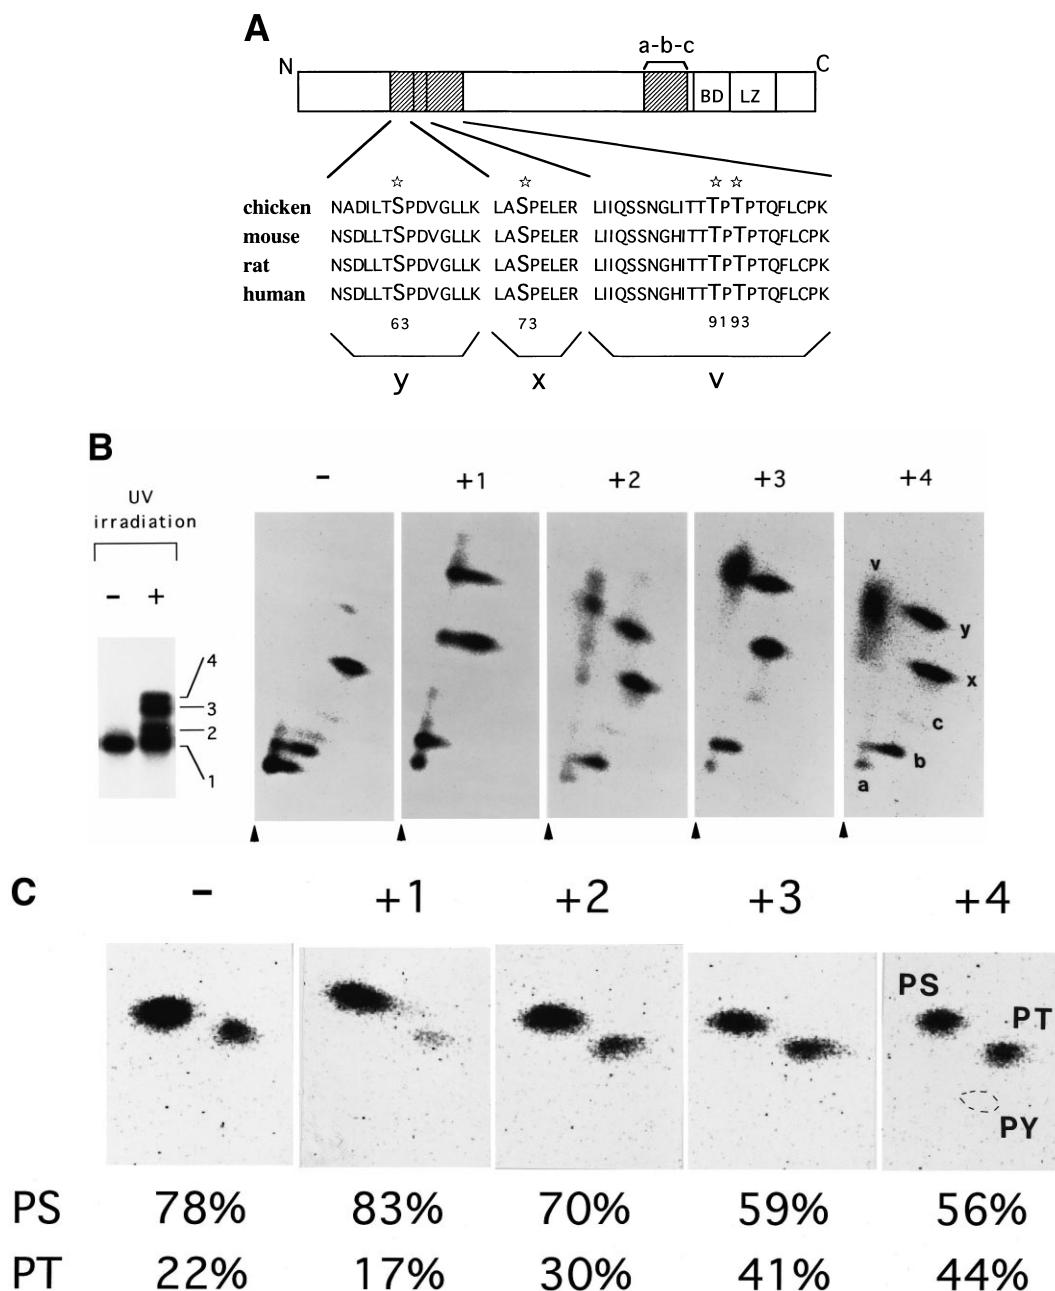 A
a-b-c
N
C
BD
LZ
chicken NADILTSPDVGLLK LASPELER LIIQSSNGLITTTPTPTQFLCPK
mouse NSDLLTSPDVGLLK LASPELER LIIQSSNGHITTTPTPTQFLCPK
rat NSDLLTSPDVGLLK LASPELER LIIQSSNGHITTTPTPTQFLCPK
human NSDLLTSPDVGLLK LASPELER LIIQSSNGHITTTPTPTQFLCPK
63 73 91 93
y x v
B
UV
irradiation
- +
4
3
2
1
- +1 +2 +3 +4
v
y
x
c
b
a
C
- +1 +2 +3 +4
PS
PT
PY
PS 78% 83% 70% 59% 56%
PT 22% 17% 30% 41% 44%